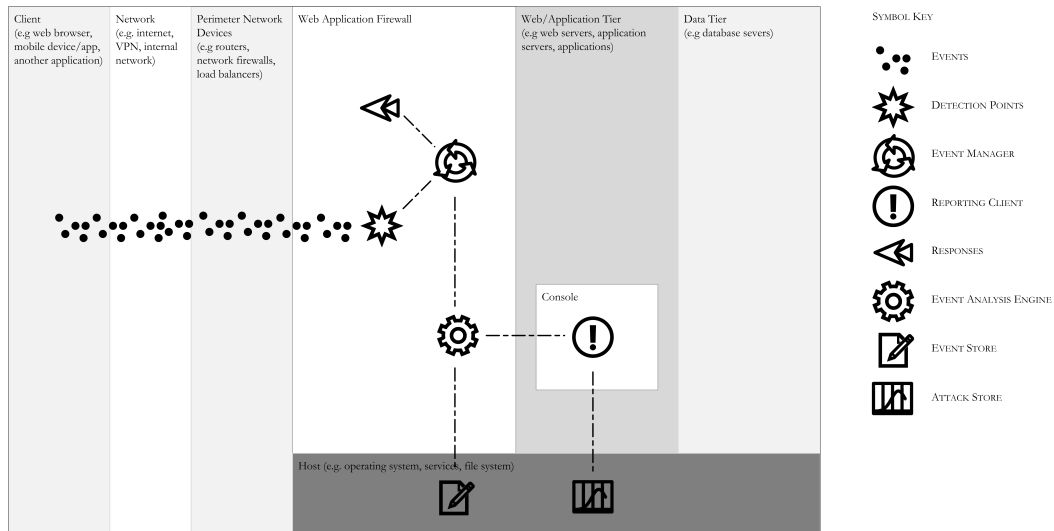 Client
(e.g web browser,
mobile device/app,
another application)
Network
(e.g. internet,
VPN, internal
network)
Perimeter Network
Devices
(e.g routers,
network firewalls,
load balancers)
Web Application Firewall
Web/Application Tier
(e.g web servers, application
servers, applications)
Data Tier
(e.g database severs)
Console
Host (e.g. operating system, services, file system)
SYMBOL KEY
EVENTS
DETECTION POINTS
EVENT MANAGER
REPORTING CLIENT
RESPONSES
EVENT ANALYSIS ENGINE
EVENT STORE
ATTACK STORE